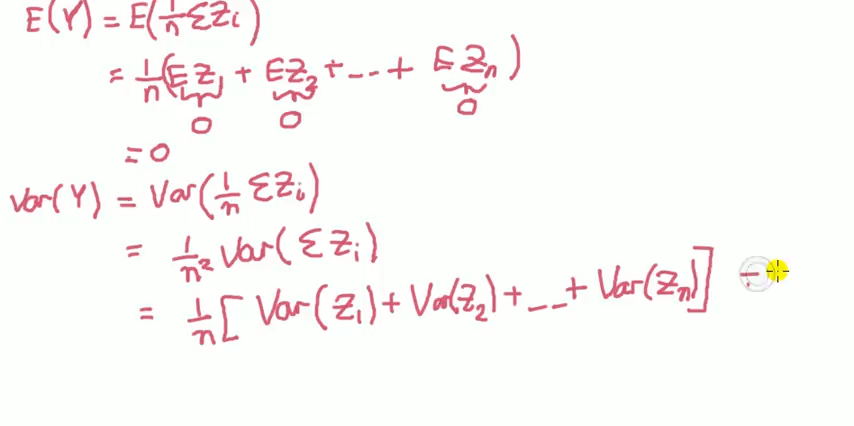 E(Y) = E(1/n ΣZᵢ)
= 1/n (EZ₁ + EZ₂ + --- + EZₙ)
0 0 0
= 0
Var(Y) = Var(1/n ΣZᵢ)
= 1/n² Var(ΣZᵢ)
= 1/n [Var(Z₁) + Var(Z₂) + -- + Var(Zₙ)] =